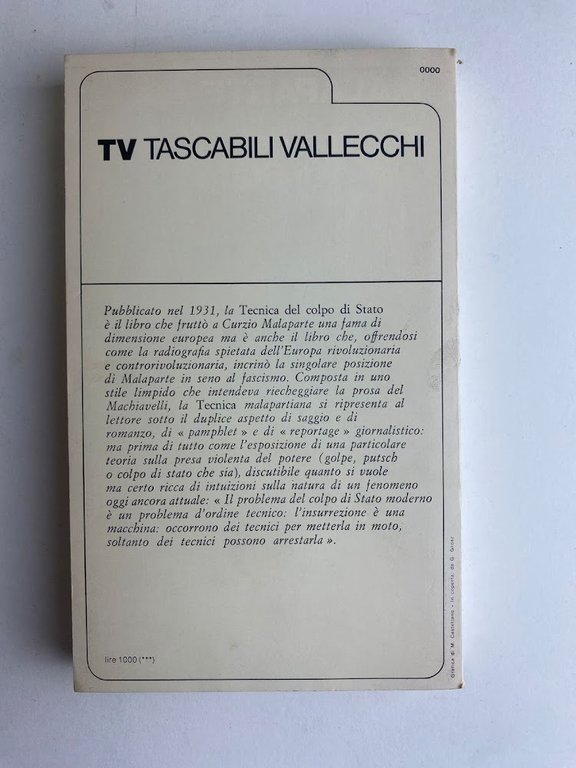 0000
TV TASCABILI VALLECCHI
Pubblicato nel 1931, la Tecnica del colpo di Stato
è il libro che fruttò a Curzio Malaparte una fama di
dimensione europea ma è anche il libro che, offrendosi
come la radiografia spietata dell'Europa rivoluzionaria
e controrivoluzionaria, incrinò la singolare posizione
di Malaparte in seno al fascismo. Composta in uno
stile limpido che intendeva riecheggiare la prosa del
Machiavelli, la Tecnica malapartiana si ripresenta al
lettore sotto il duplice aspetto di saggio e di
romanzo, di « pamphlet » e di « reportage » giornalistico:
ma prima di tutto come l'esposizione di una particolare
teoria sulla presa violenta del potere (golpe, putsch
o colpo di stato che sia), discutibile quanto si vuole
ma certo ricca di intuizioni sulla natura di un fenomeno
oggi ancora attuale: « Il problema del colpo di Stato moderno
è un problema d'ordine tecnico: l'insurrezione è una
macchina: occorrono dei tecnici per metterla in moto,
soltanto dei tecnici possono arrestarla ».
lire 1000 (***)
Grafica di M. Castellano - In coperta: da G. Grosz